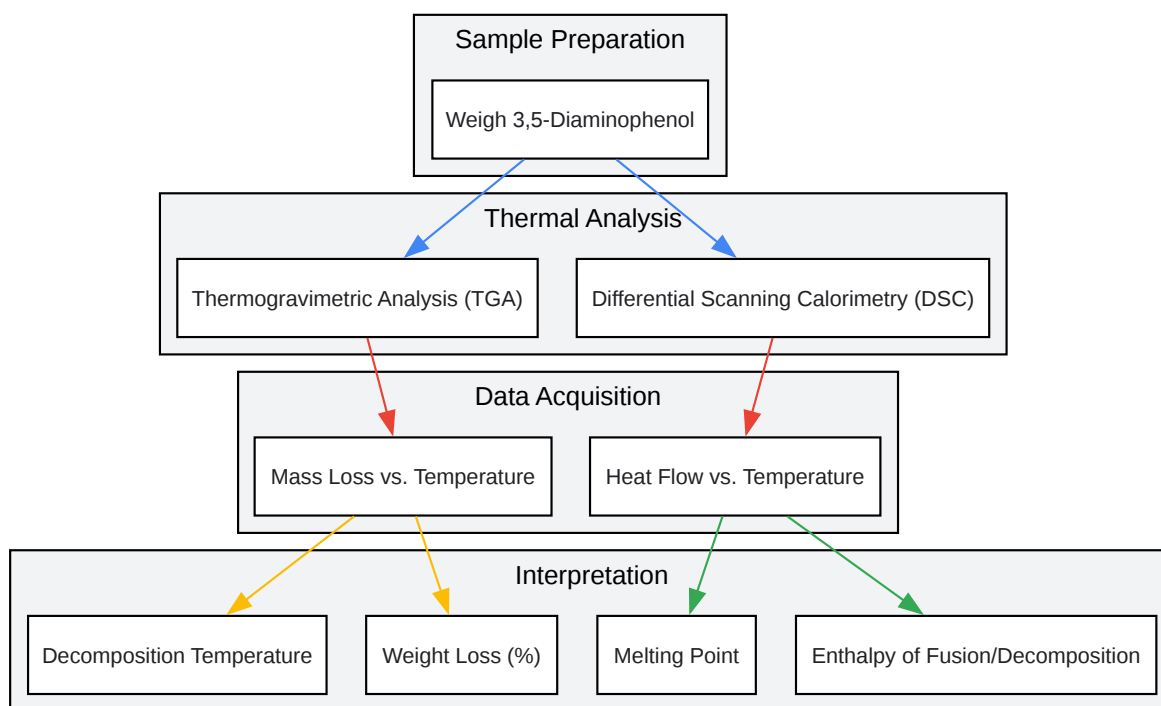 Sample Preparation
Weigh 3,5-Diaminophenol
Thermal Analysis
Thermogravimetric Analysis (TGA)
Differential Scanning Calorimetry (DSC)
Data Acquisition
Mass Loss vs. Temperature
Heat Flow vs. Temperature
Interpretation
Decomposition Temperature
Weight Loss (%)
Melting Point
Enthalpy of Fusion/Decomposition